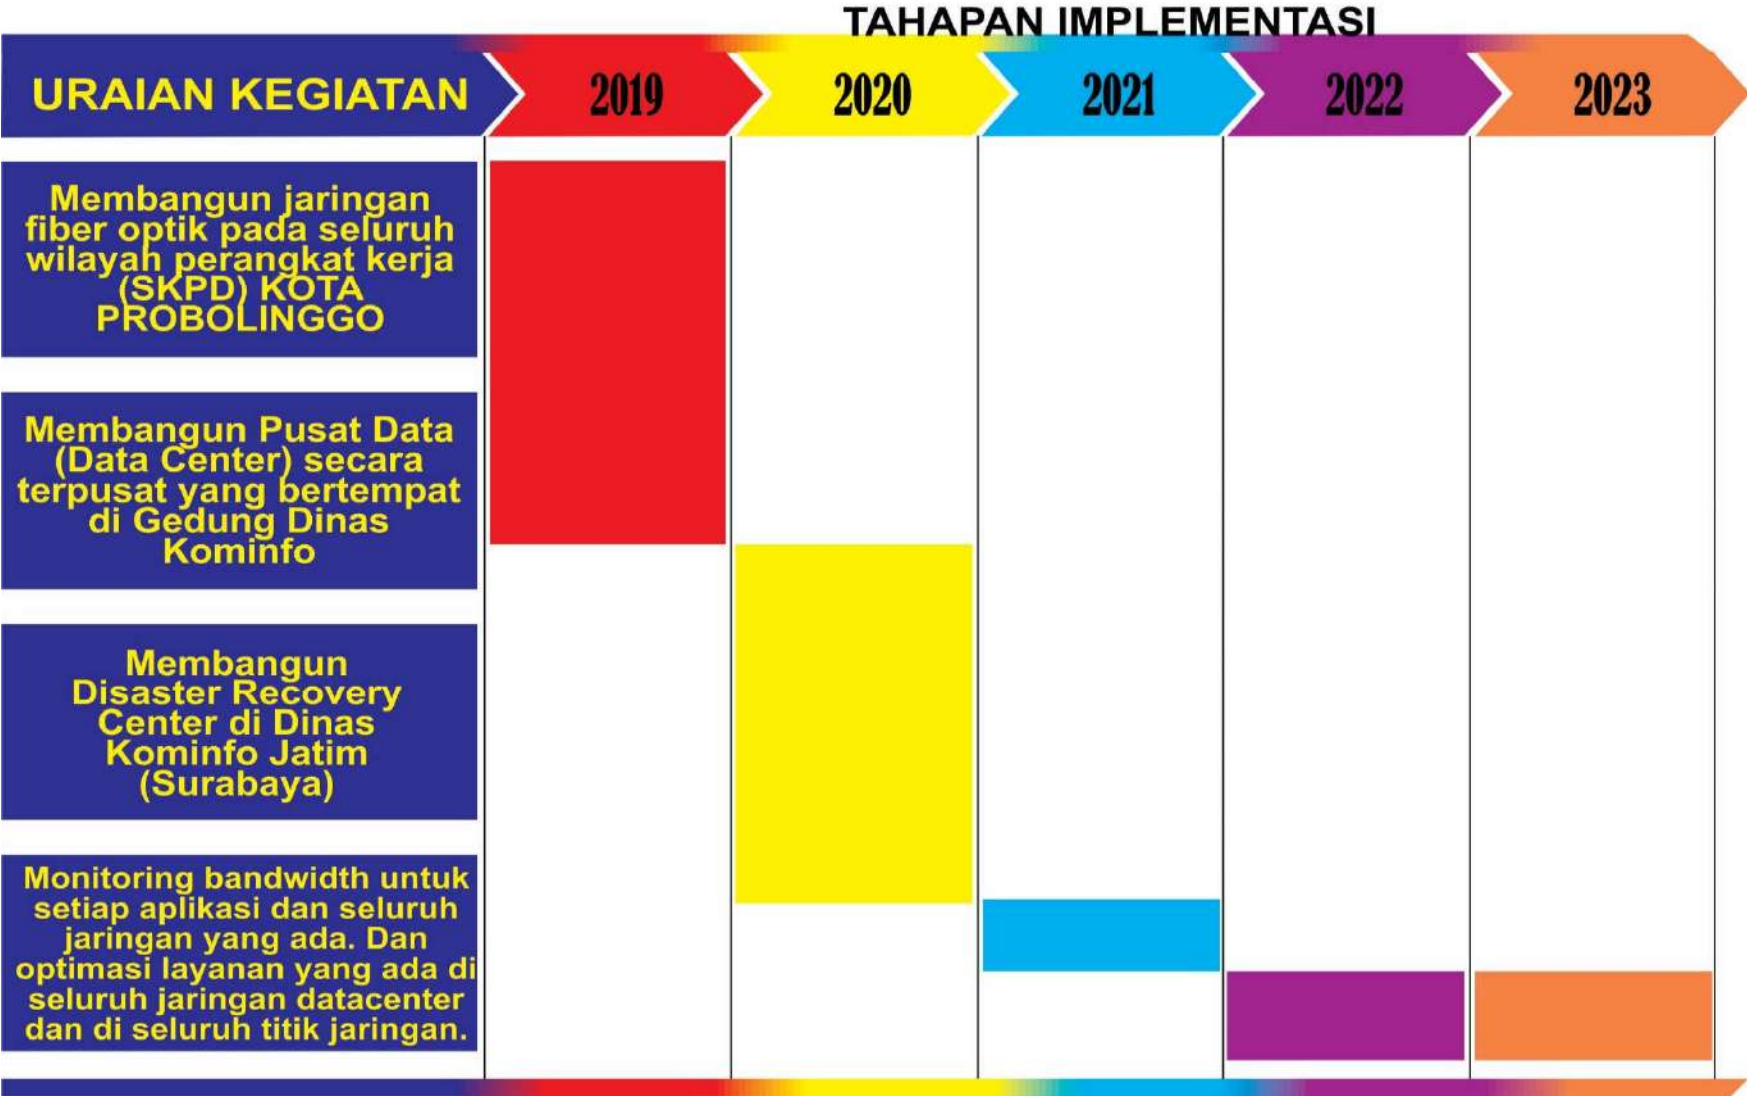 TAHAPAN IMPLEMENTASI
URAIAN KEGIATAN
2019
2020
2021
2022
2023
Membangun jaringan
fiber optik pada seluruh
wilayah perangkat kerja
(SKPD) KOTA
PROBOLINGGO
Membangun Pusat Data
(Data Center) secara
terpusat yang bertempat
di Gedung Dinas
Kominfo
Membangun
Disaster Recovery
Center di Dinas
Kominfo Jatim
(Surabaya)
Monitoring bandwidth untuk
setiap aplikasi dan seluruh
jaringan yang ada. Dan
optimasi layanan yang ada di
seluruh jaringan datacenter
dan di seluruh titik jaringan.